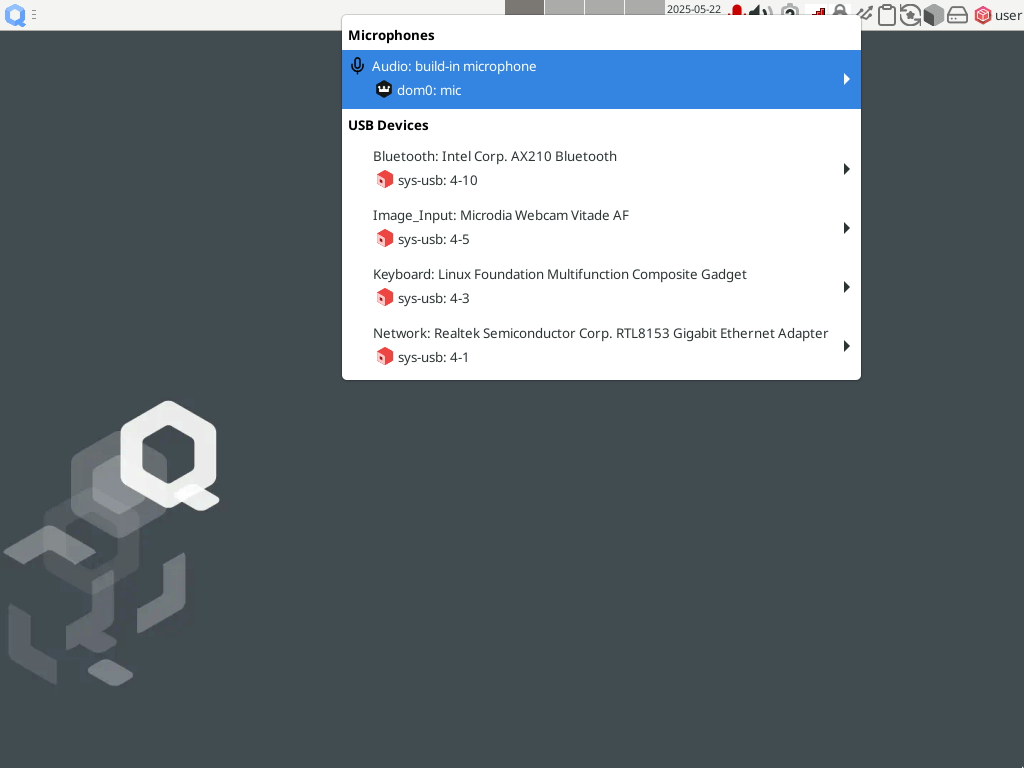 2025-05-22
user
Microphones
Audio: build-in microphone
dom0: mic
USB Devices
Bluetooth: Intel Corp. AX210 Bluetooth
sys-usb: 4-10
Image_Input: Microdia Webcam Vitade AF
sys-usb: 4-5
Keyboard: Linux Foundation Multifunction Composite Gadget
sys-usb: 4-3
Network: Realtek Semiconductor Corp. RTL8153 Gigabit Ethernet Adapter
sys-usb: 4-1